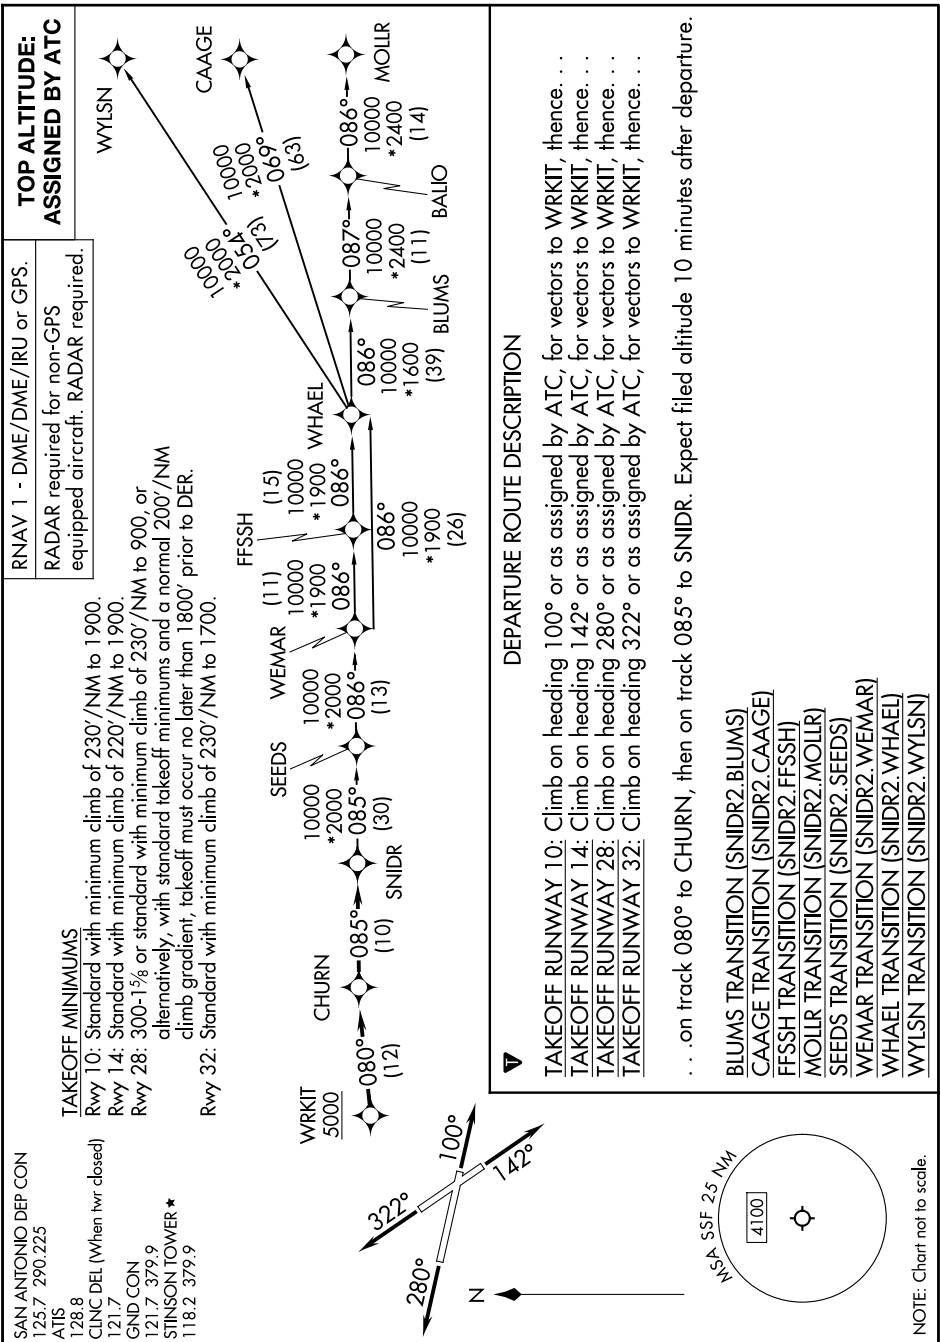 SAN ANTONIO DEP CON
125.7 290.225
ATIS
128.8
CLNC DEL (When twr closed)
121.7
GND CON
121.7 379.9
STINSON TOWER ★
118.2 379.9
TAKEOFF MINIMUMS
Rwy 10: Standard with minimum climb of 230'/NM to 1900.
Rwy 14: Standard with minimum climb of 220'/NM to 1900.
Rwy 28: 300-1⅝ or standard with minimum climb of 230'/NM to 900, or
alternatively, with standard takeoff minimums and a normal 200'/NM
climb gradient, takeoff must occur no later than 1800' prior to DER.
Rwy 32: Standard with minimum climb of 230'/NM to 1700.
RNAV 1 - DME/DME/IRU or GPS.
RADAR required for non-GPS
equipped aircraft. RADAR required.
TOP ALTITUDE:
ASSIGNED BY ATC
WRKIT
5000
080°
(12)
CHURN
085°
(10)
SNIDR
10000
*2000
085°
(30)
SEEDS
10000
*2000
086°
(13)
WEMAR
(11)
10000
*1900
086°
FFSSH
(15)
10000
*1900
086°
086°
10000
*1900
(26)
WHAEL
10000
*2000
054°
(73)
WYLSN
10000
*2000
069°
(63)
CAAGE
086°
10000
*1600
(39)
BLUMS
087°
10000
*2400
(11)
BALIO
086°
10000
*2400
(14)
MOLLR
322°
100°
280°
142°
N
MSA SSF 25 NM
4100
NOTE: Chart not to scale.
T
DEPARTURE ROUTE DESCRIPTION
TAKEOFF RUNWAY 10: Climb on heading 100° or as assigned by ATC, for vectors to WRKIT, thence. . .
TAKEOFF RUNWAY 14: Climb on heading 142° or as assigned by ATC, for vectors to WRKIT, thence. . .
TAKEOFF RUNWAY 28: Climb on heading 280° or as assigned by ATC, for vectors to WRKIT, thence. . .
TAKEOFF RUNWAY 32: Climb on heading 322° or as assigned by ATC, for vectors to WRKIT, thence. . .
. . .on track 080° to CHURN, then on track 085° to SNIDR. Expect filed altitude 10 minutes after departure.
BLUMS TRANSITION (SNIDR2.BLUMS)
CAAGE TRANSITION (SNIDR2.CAAGE)
FFSSH TRANSITION (SNIDR2.FFSSH)
MOLLR TRANSITION (SNIDR2.MOLLR)
SEEDS TRANSITION (SNIDR2.SEEDS)
WEMAR TRANSITION (SNIDR2.WEMAR)
WHAEL TRANSITION (SNIDR2.WHAEL)
WYLSN TRANSITION (SNIDR2.WYLSN)